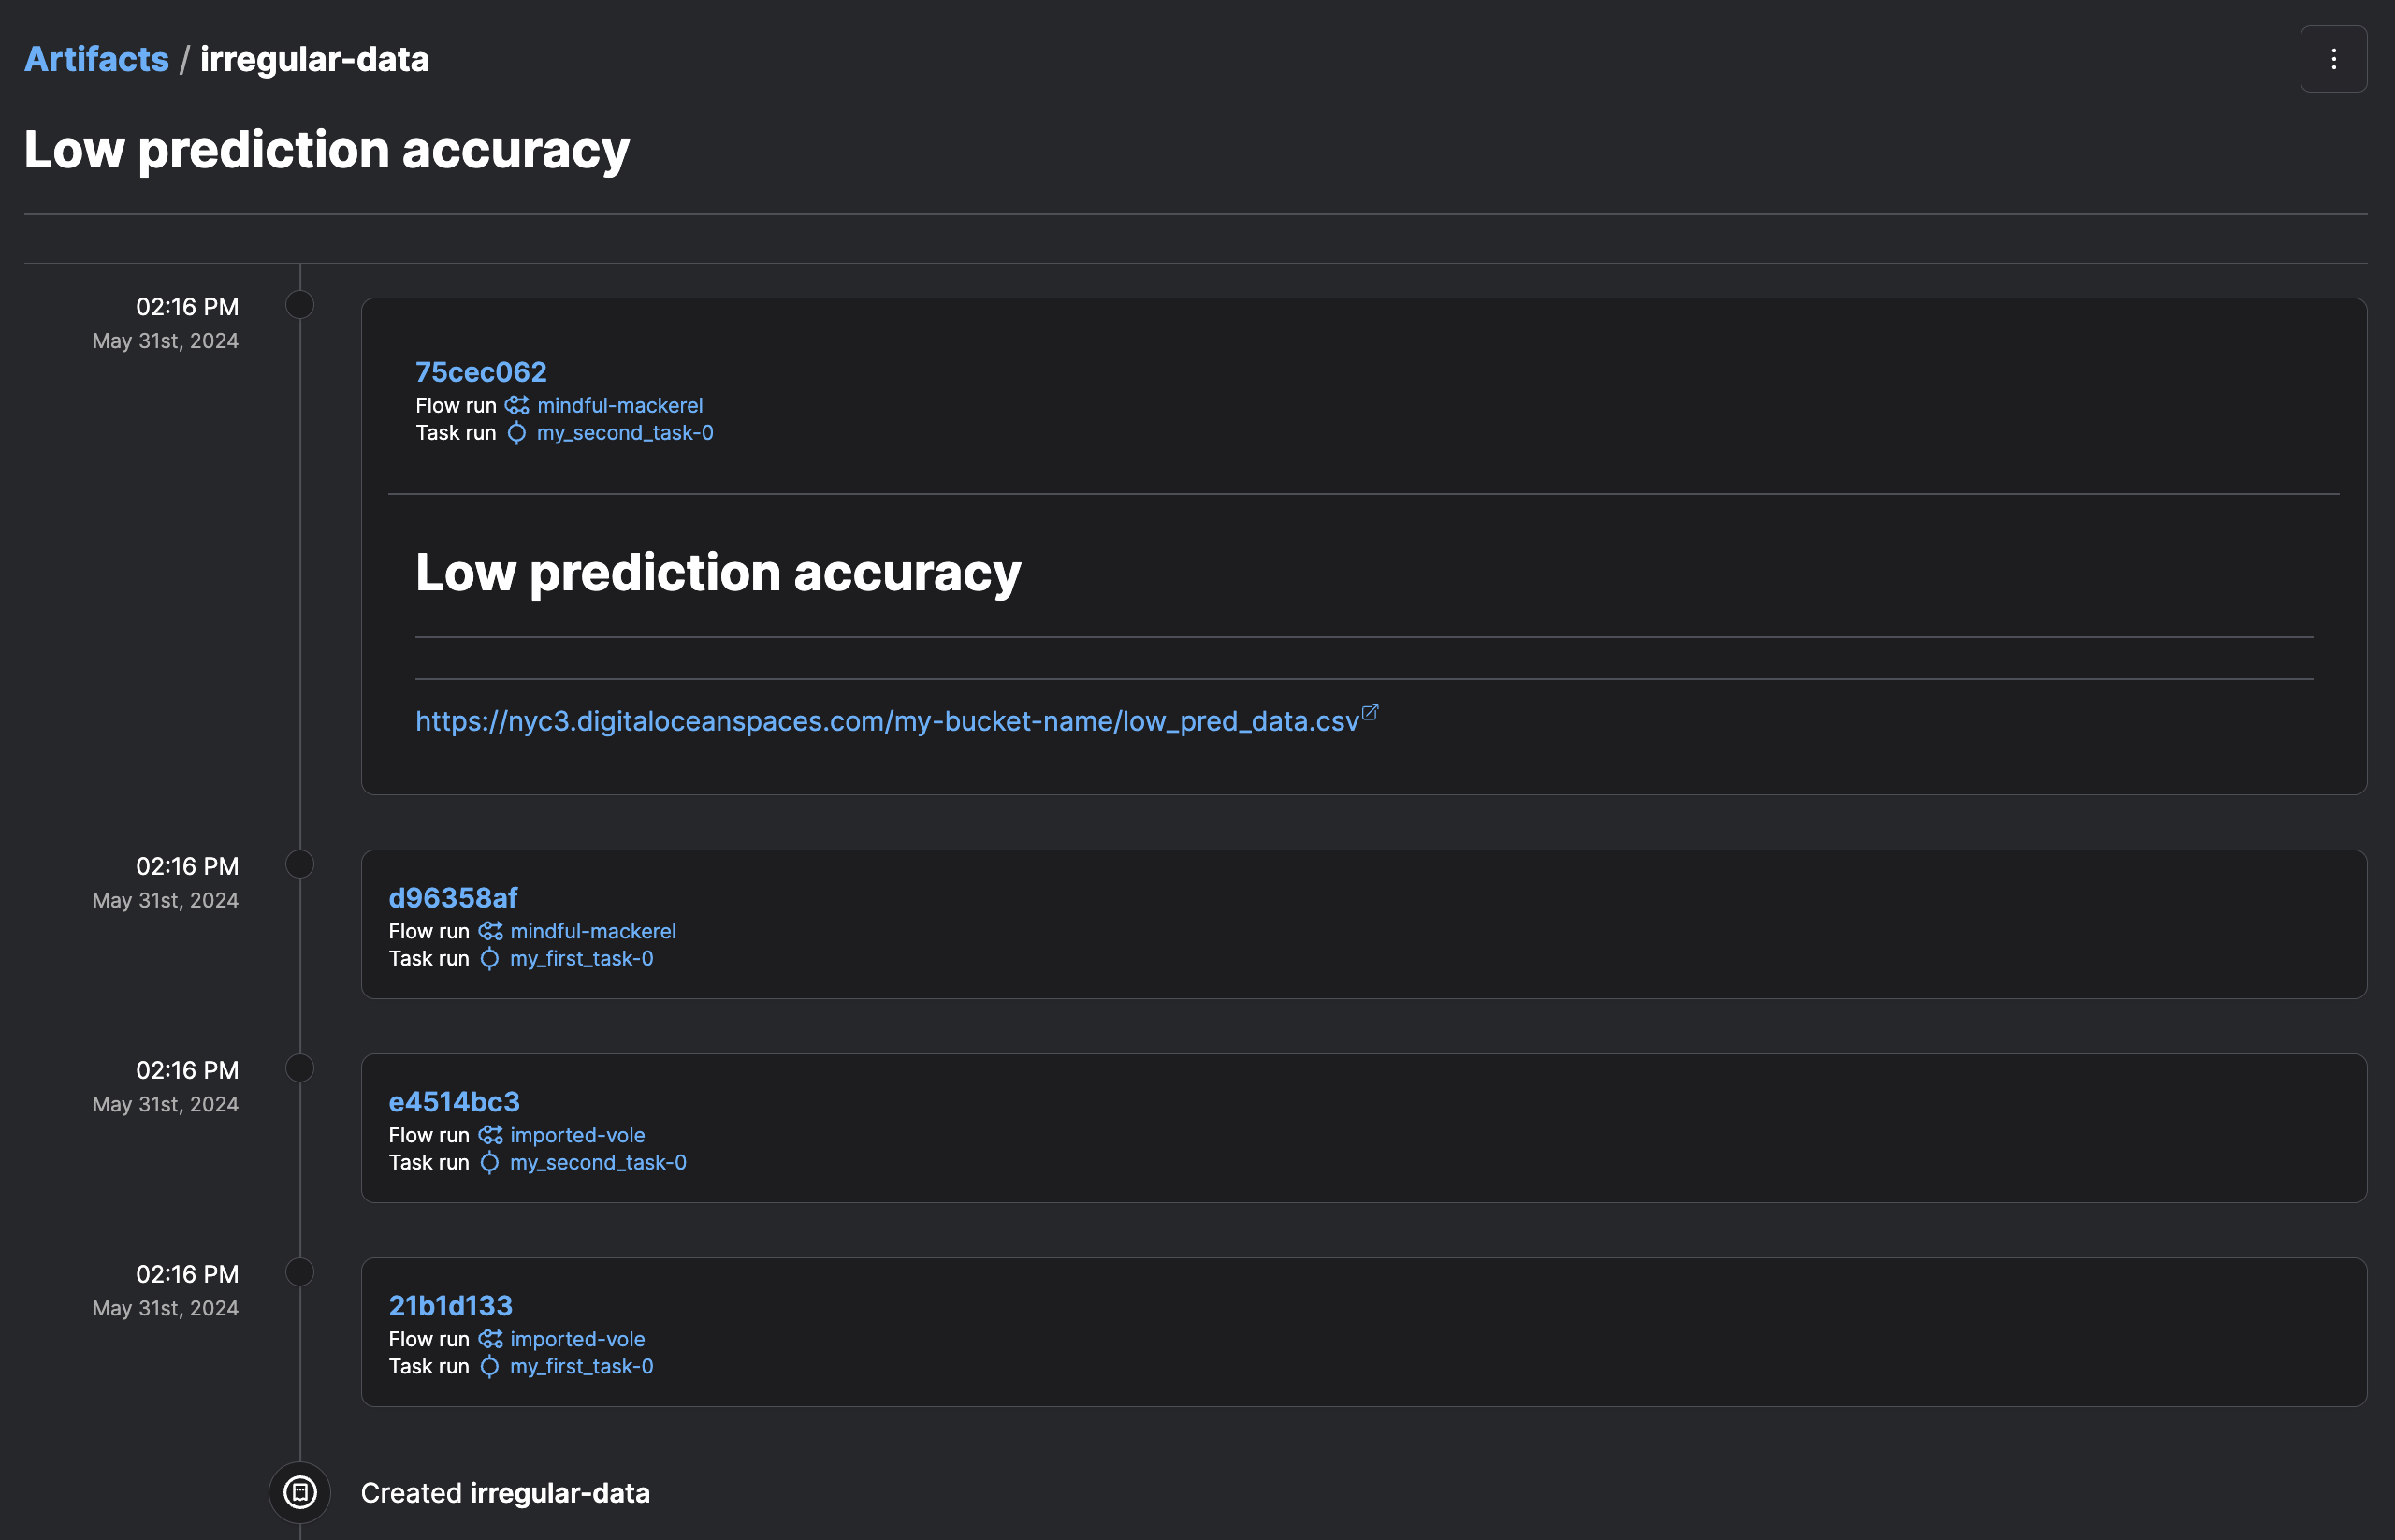 Artifacts / irregular-data
Low prediction accuracy
02:16 PM
May 31st, 2024
75cec062
Flow run mindful-mackerel
Task run my_second_task-0
Low prediction accuracy
https://nyc3.digitaloceanspaces.com/my-bucket-name/low_pred_data.csv
02:16 PM
May 31st, 2024
d96358af
Flow run mindful-mackerel
Task run my_first_task-0
02:16 PM
May 31st, 2024
e4514bc3
Flow run imported-vole
Task run my_second_task-0
02:16 PM
May 31st, 2024
21b1d133
Flow run imported-vole
Task run my_first_task-0
Created irregular-data